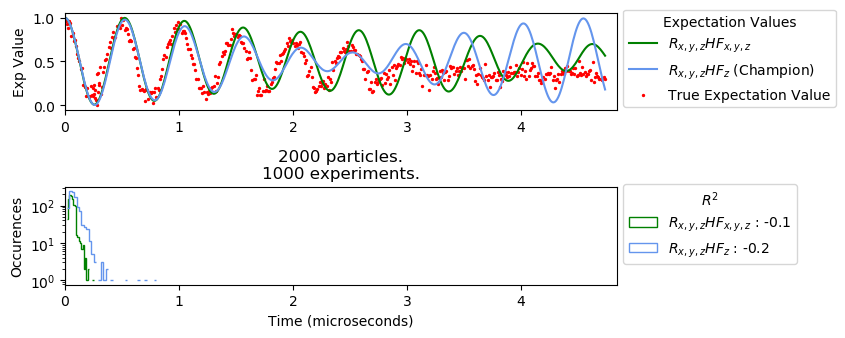 1.0
0.5
0.0
Exp Value
0 1 2 3 4
Expectation Values
R_{x,y,z}HF_{x,y,z}
R_{x,y,z}HF_z (Champion)
True Expectation Value
2000 particles.
1000 experiments.
10^2
10^1
10^0
Occurences
0 1 2 3 4
Time (microseconds)
R^2
R_{x,y,z}HF_{x,y,z} : -0.1
R_{x,y,z}HF_z : -0.2